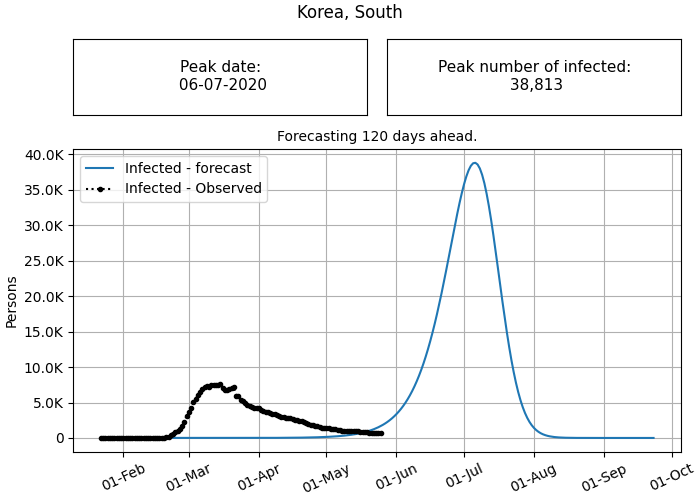 Korea, South
Peak date:
06-07-2020
Peak number of infected:
38,813
Forecasting 120 days ahead.
Infected - forecast
Infected - Observed
Persons
40.0K
35.0K
30.0K
25.0K
20.0K
15.0K
10.0K
5.0K
0
01-Feb
01-Mar
01-Apr
01-May
01-Jun
01-Jul
01-Aug
01-Sep
01-Oct